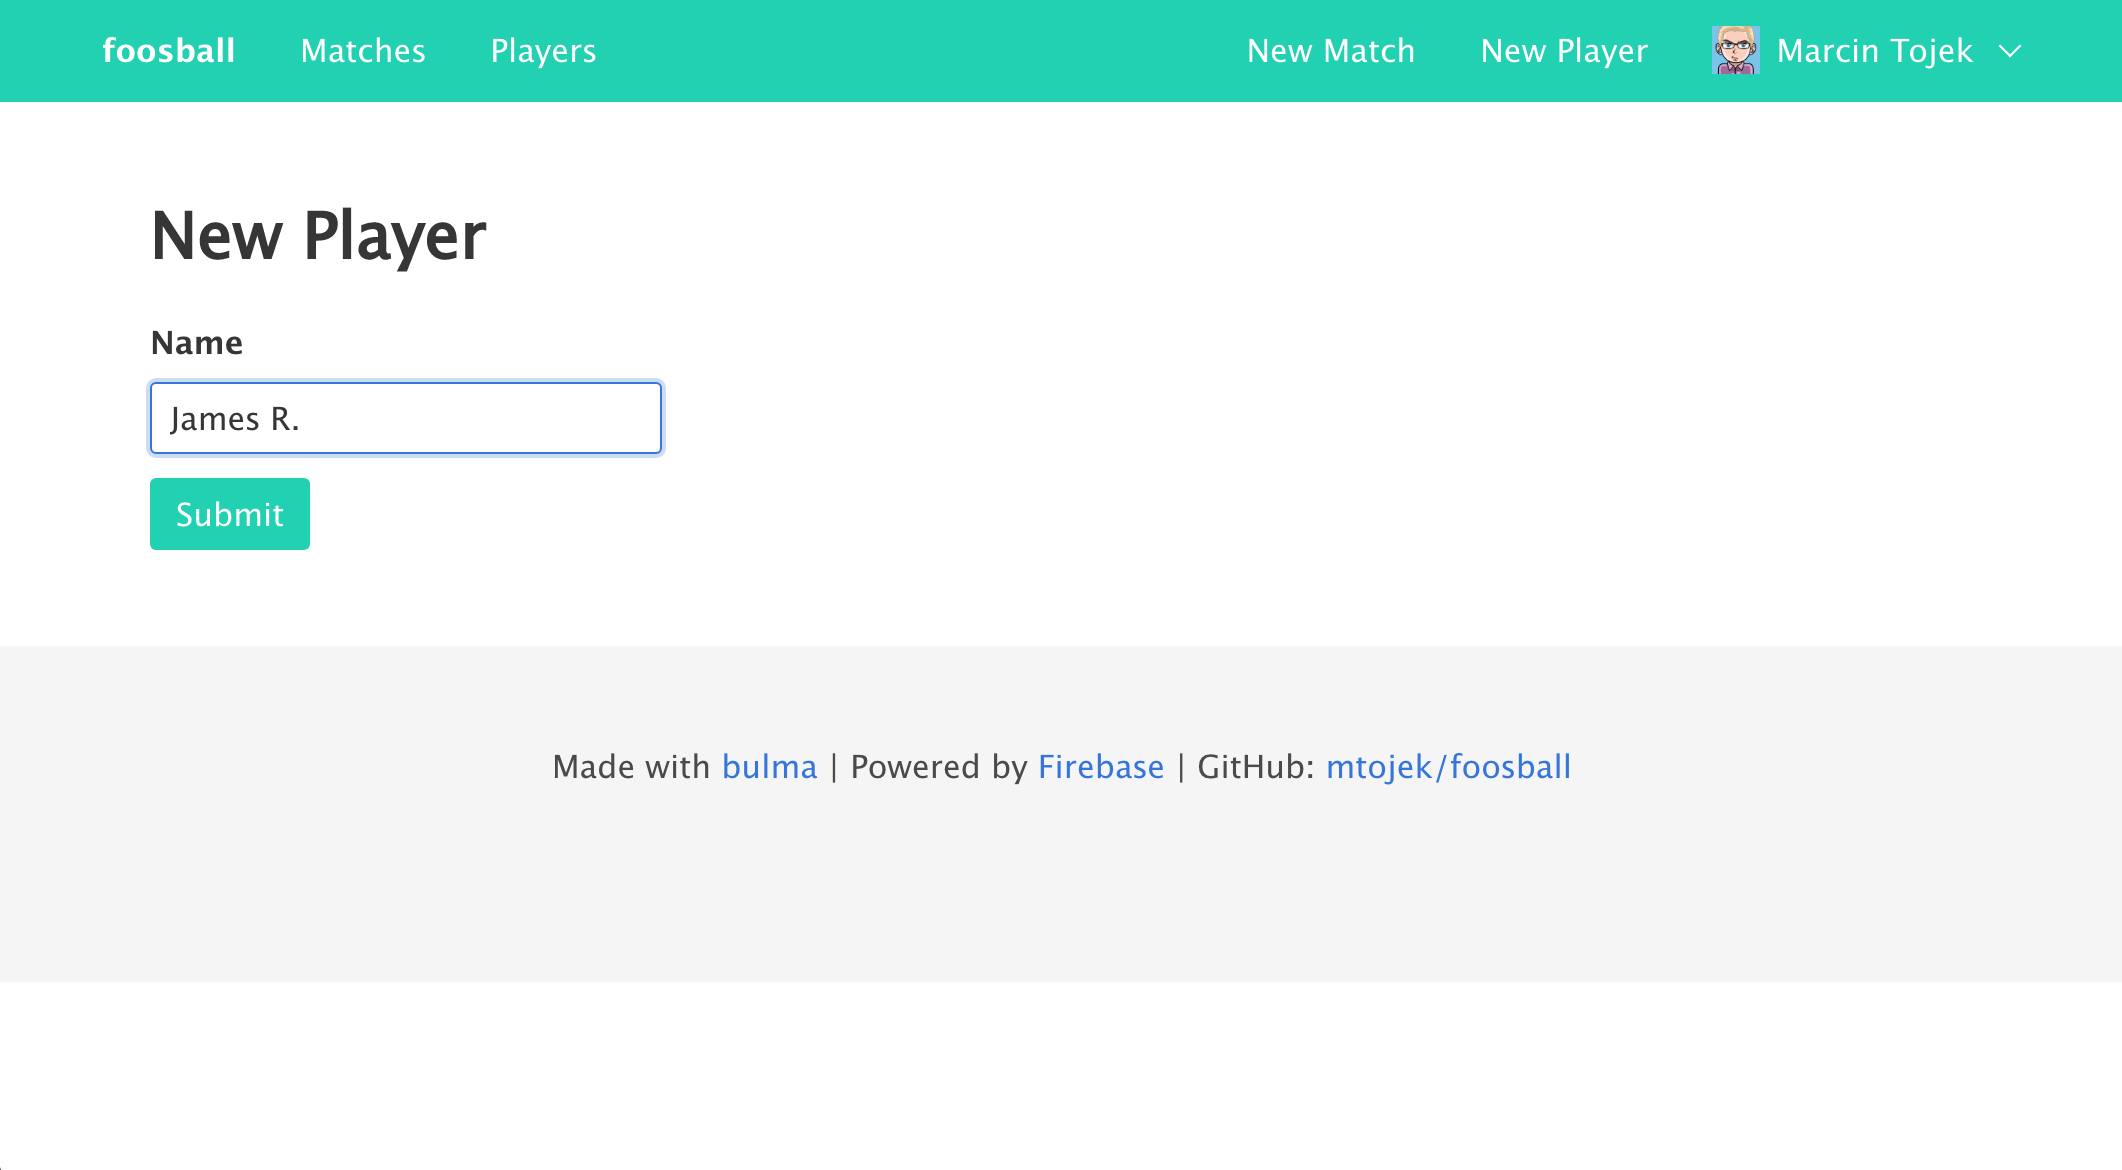 foosball Matches Players New Match New Player Marcin Tojek
New Player
Name
James R.
Submit
Made with bulma | Powered by Firebase | GitHub: mtojek/foosball